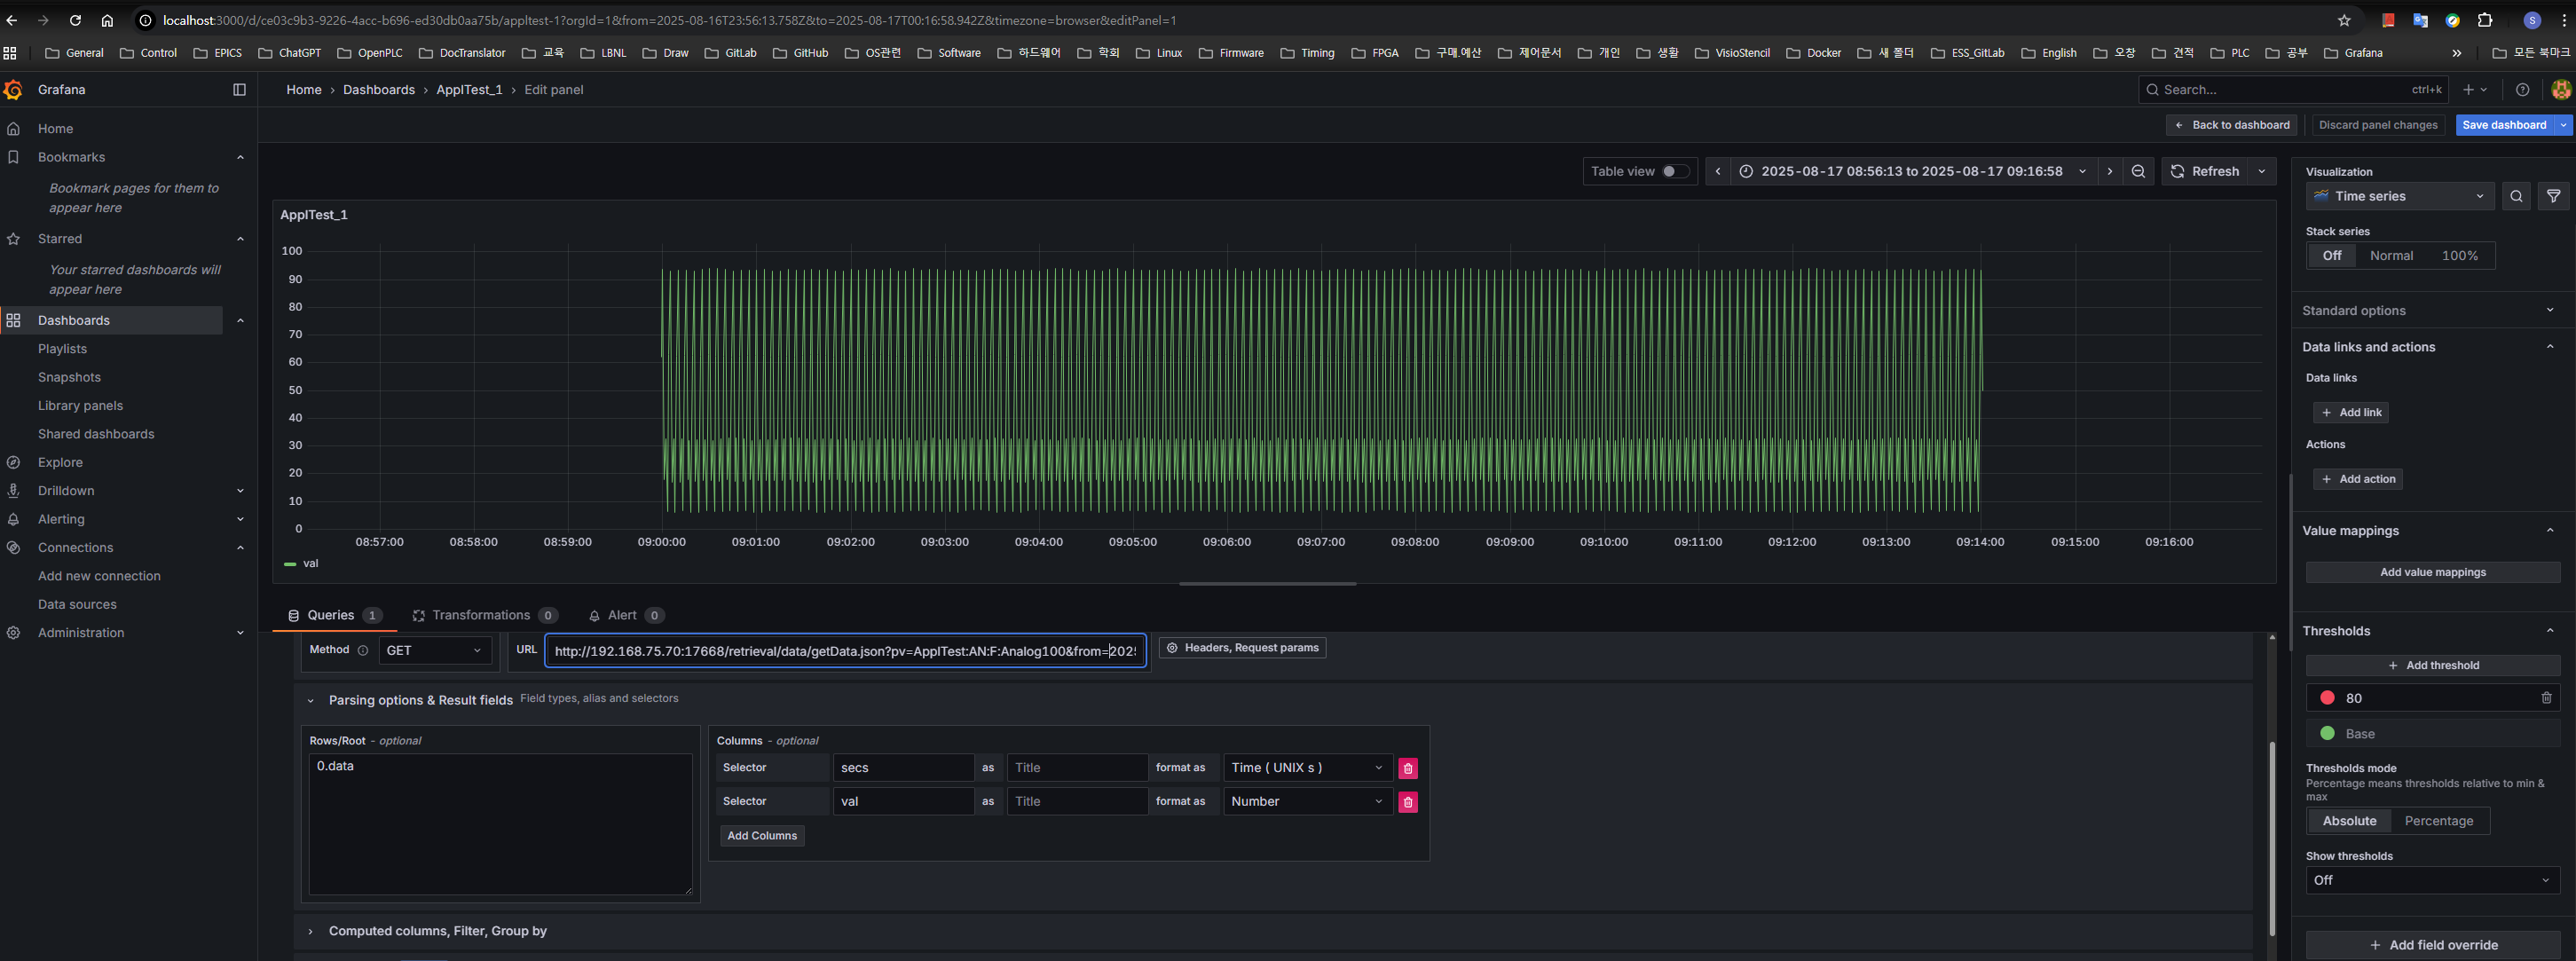 localhost:3000/d/ce03c9b3-9226-4acc-b696-ed30db0aa75b/appltest-1?orgId=1&from=2025-08-16T23:56:13.758Z&to=2025-08-17T00:16:58.942Z&timezone=browser&editPanel=1
S
General Control EPICS ChatGPT OpenPLC DocTranslator 교육 LBNL Draw GitLab GitHub OS관련 Software 하드웨어 학회 Linux Firmware Timing FPGA 구매.예산 제어문서 개인 생활 VisioStencil Docker 새 폴더 ESS_GitLab English 오창 견적 PLC 공부 Grafana » 모든 북마크
Grafana
Home › Dashboards › ApplTest_1 › Edit panel
Search... ctrl+k
Back to dashboard Discard panel changes Save dashboard
Home
Bookmarks
Bookmark pages for them to
appear here
Starred
Your starred dashboards will
appear here
Dashboards
Playlists
Snapshots
Library panels
Shared dashboards
Explore
Drilldown
Alerting
Connections
Add new connection
Data sources
Administration
Table view 2025-08-17 08:56:13 to 2025-08-17 09:16:58 Refresh
ApplTest_1
100
90
80
70
60
50
40
30
20
10
0
08:57:00 08:58:00 08:59:00 09:00:00 09:01:00 09:02:00 09:03:00 09:04:00 09:05:00 09:06:00 09:07:00 09:08:00 09:09:00 09:10:00 09:11:00 09:12:00 09:13:00 09:14:00 09:15:00 09:16:00
val
Queries 1 Transformations 0 Alert 0
Method GET URL http://192.168.75.70:17668/retrieval/data/getData.json?pv=ApplTest:AN:F:Analog100&from=202 Headers, Request params
Parsing options & Result fields Field types, alias and selectors
Rows/Root - optional
0.data
Columns - optional
Selector secs as Title format as Time ( UNIX s )
Selector val as Title format as Number
Add Columns
Computed columns, Filter, Group by
Visualization
Time series
Stack series
Off Normal 100%
Standard options
Data links and actions
Data links
+ Add link
Actions
+ Add action
Value mappings
Add value mappings
Thresholds
+ Add threshold
80
Base
Thresholds mode
Percentage means thresholds relative to min &
max
Absolute Percentage
Show thresholds
Off
+ Add field override